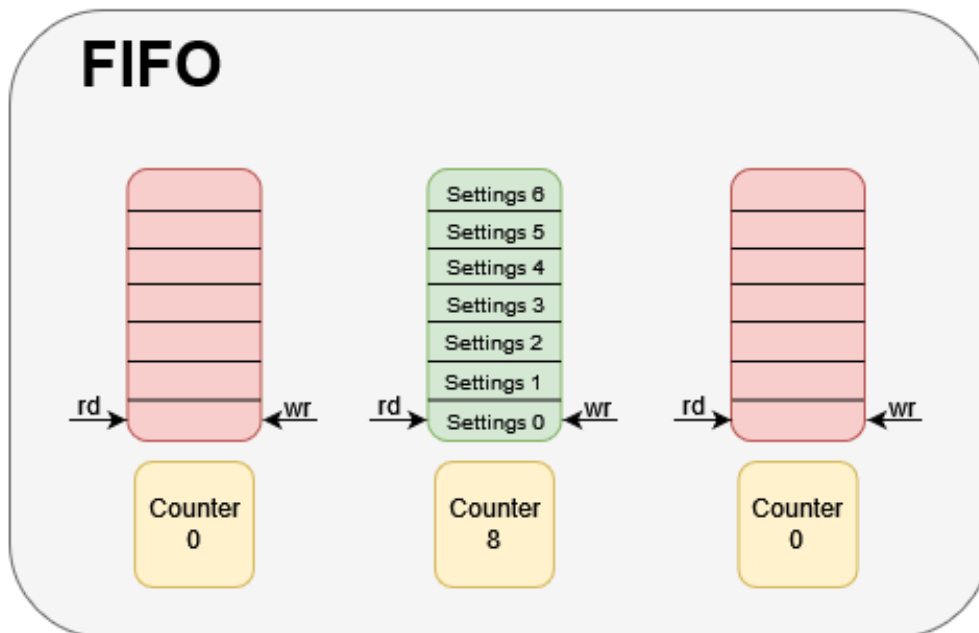 FIFO
Settings 6
Settings 5
Settings 4
Settings 3
Settings 2
Settings 1
rd wr rd Settings 0 wr rd wr
Counter Counter Counter
0 8 0